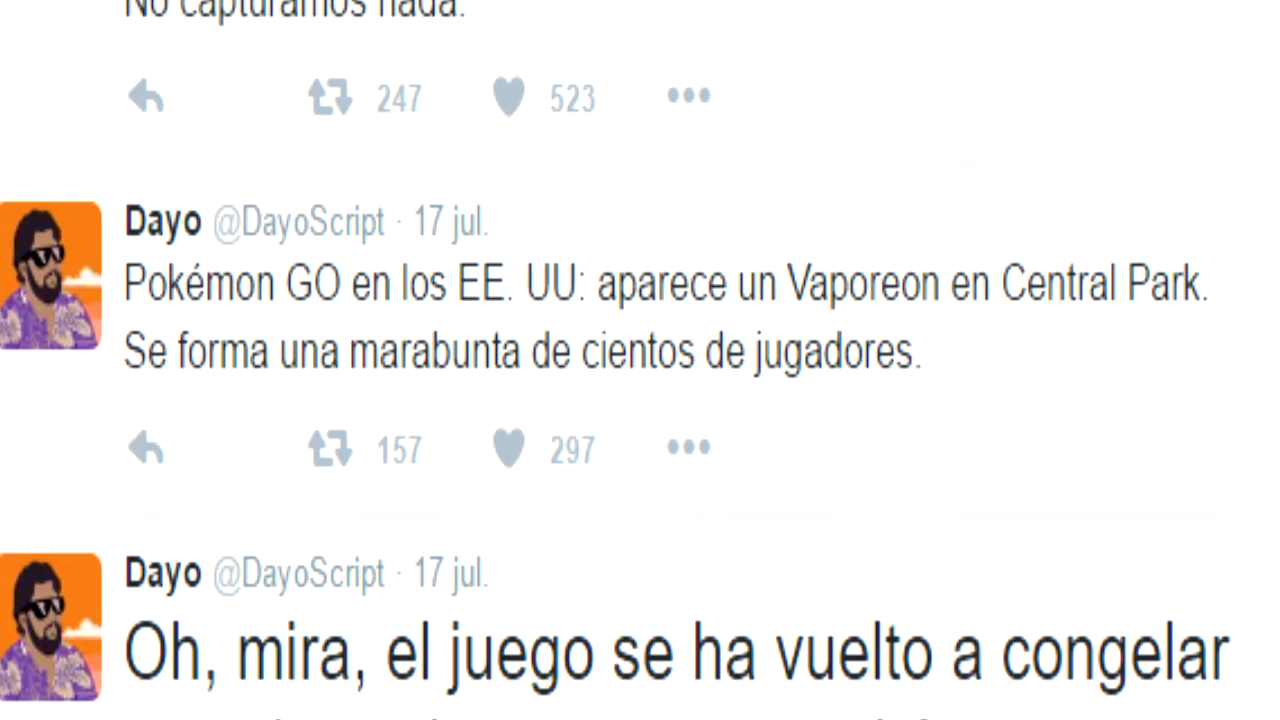 No capturamos nada.
247 523
Dayo @DayoScript · 17 jul.
Pokémon GO en los EE. UU: aparece un Vaporeon en Central Park.
Se forma una marabunta de cientos de jugadores.
157 297
Dayo @DayoScript · 17 jul.
Oh, mira, el juego se ha vuelto a congelar